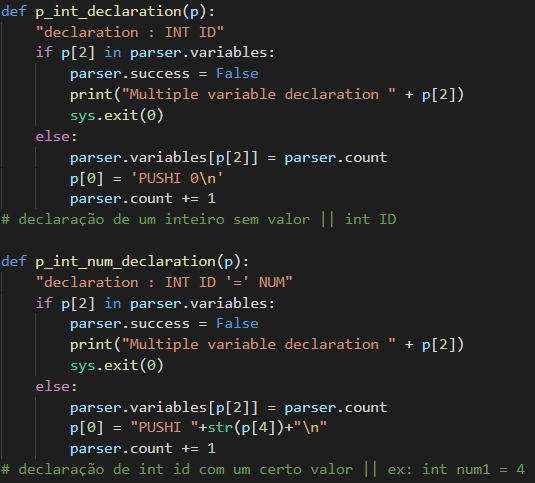 def p_int_declaration(p):
    "declaration : INT ID"
    if p[2] in parser.variables:
        parser.success = False
        print("Multiple variable declaration " + p[2])
        sys.exit(0)
    else:
        parser.variables[p[2]] = parser.count
        p[0] = 'PUSHI 0\n'
        parser.count += 1
# declaração de um inteiro sem valor || int ID

def p_int_num_declaration(p):
    "declaration : INT ID '=' NUM"
    if p[2] in parser.variables:
        parser.success = False
        print("Multiple variable declaration " + p[2])
        sys.exit(0)
    else:
        parser.variables[p[2]] = parser.count
        p[0] = "PUSHI "+str(p[4])+"\n"
        parser.count += 1
# declaração de int id com um certo valor || ex: int num1 = 4